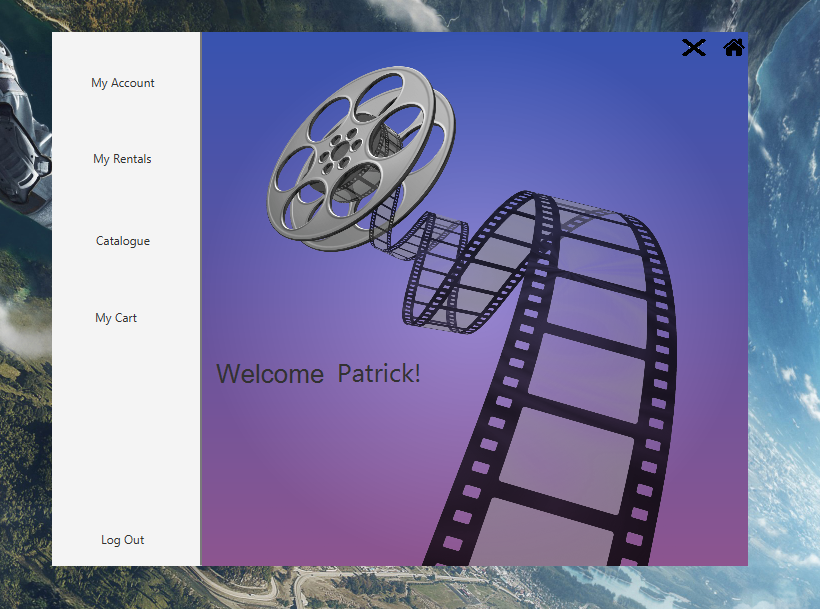 My Account
My Rentals
Catalogue
My Cart
Welcome Patrick!
Log Out